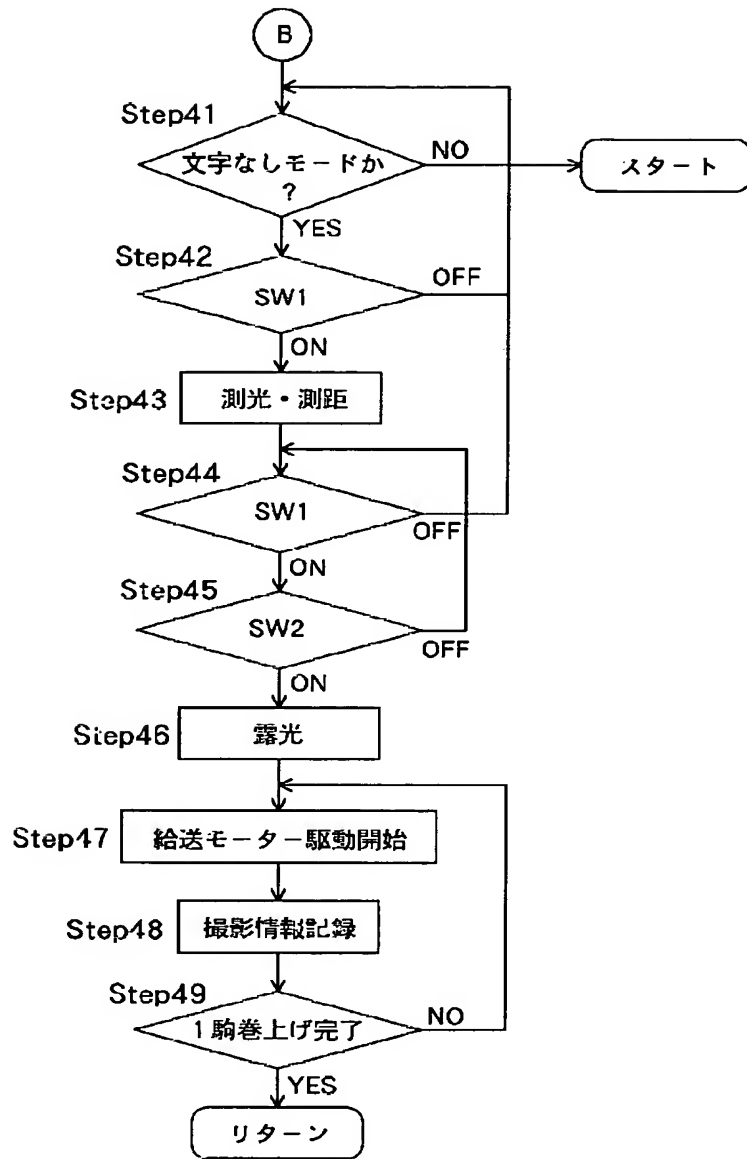 B
Step41
文字なしモードか
?
NO
スタート
YES
Step42
SW1
OFF
ON
Step43
測光・測距
Step44
SW1
OFF
ON
Step45
SW2
OFF
ON
Step46
露光
Step47
給送モーター駆動開始
Step48
撮影情報記録
Step49
1駒巻上げ完了
NO
YES
リターン